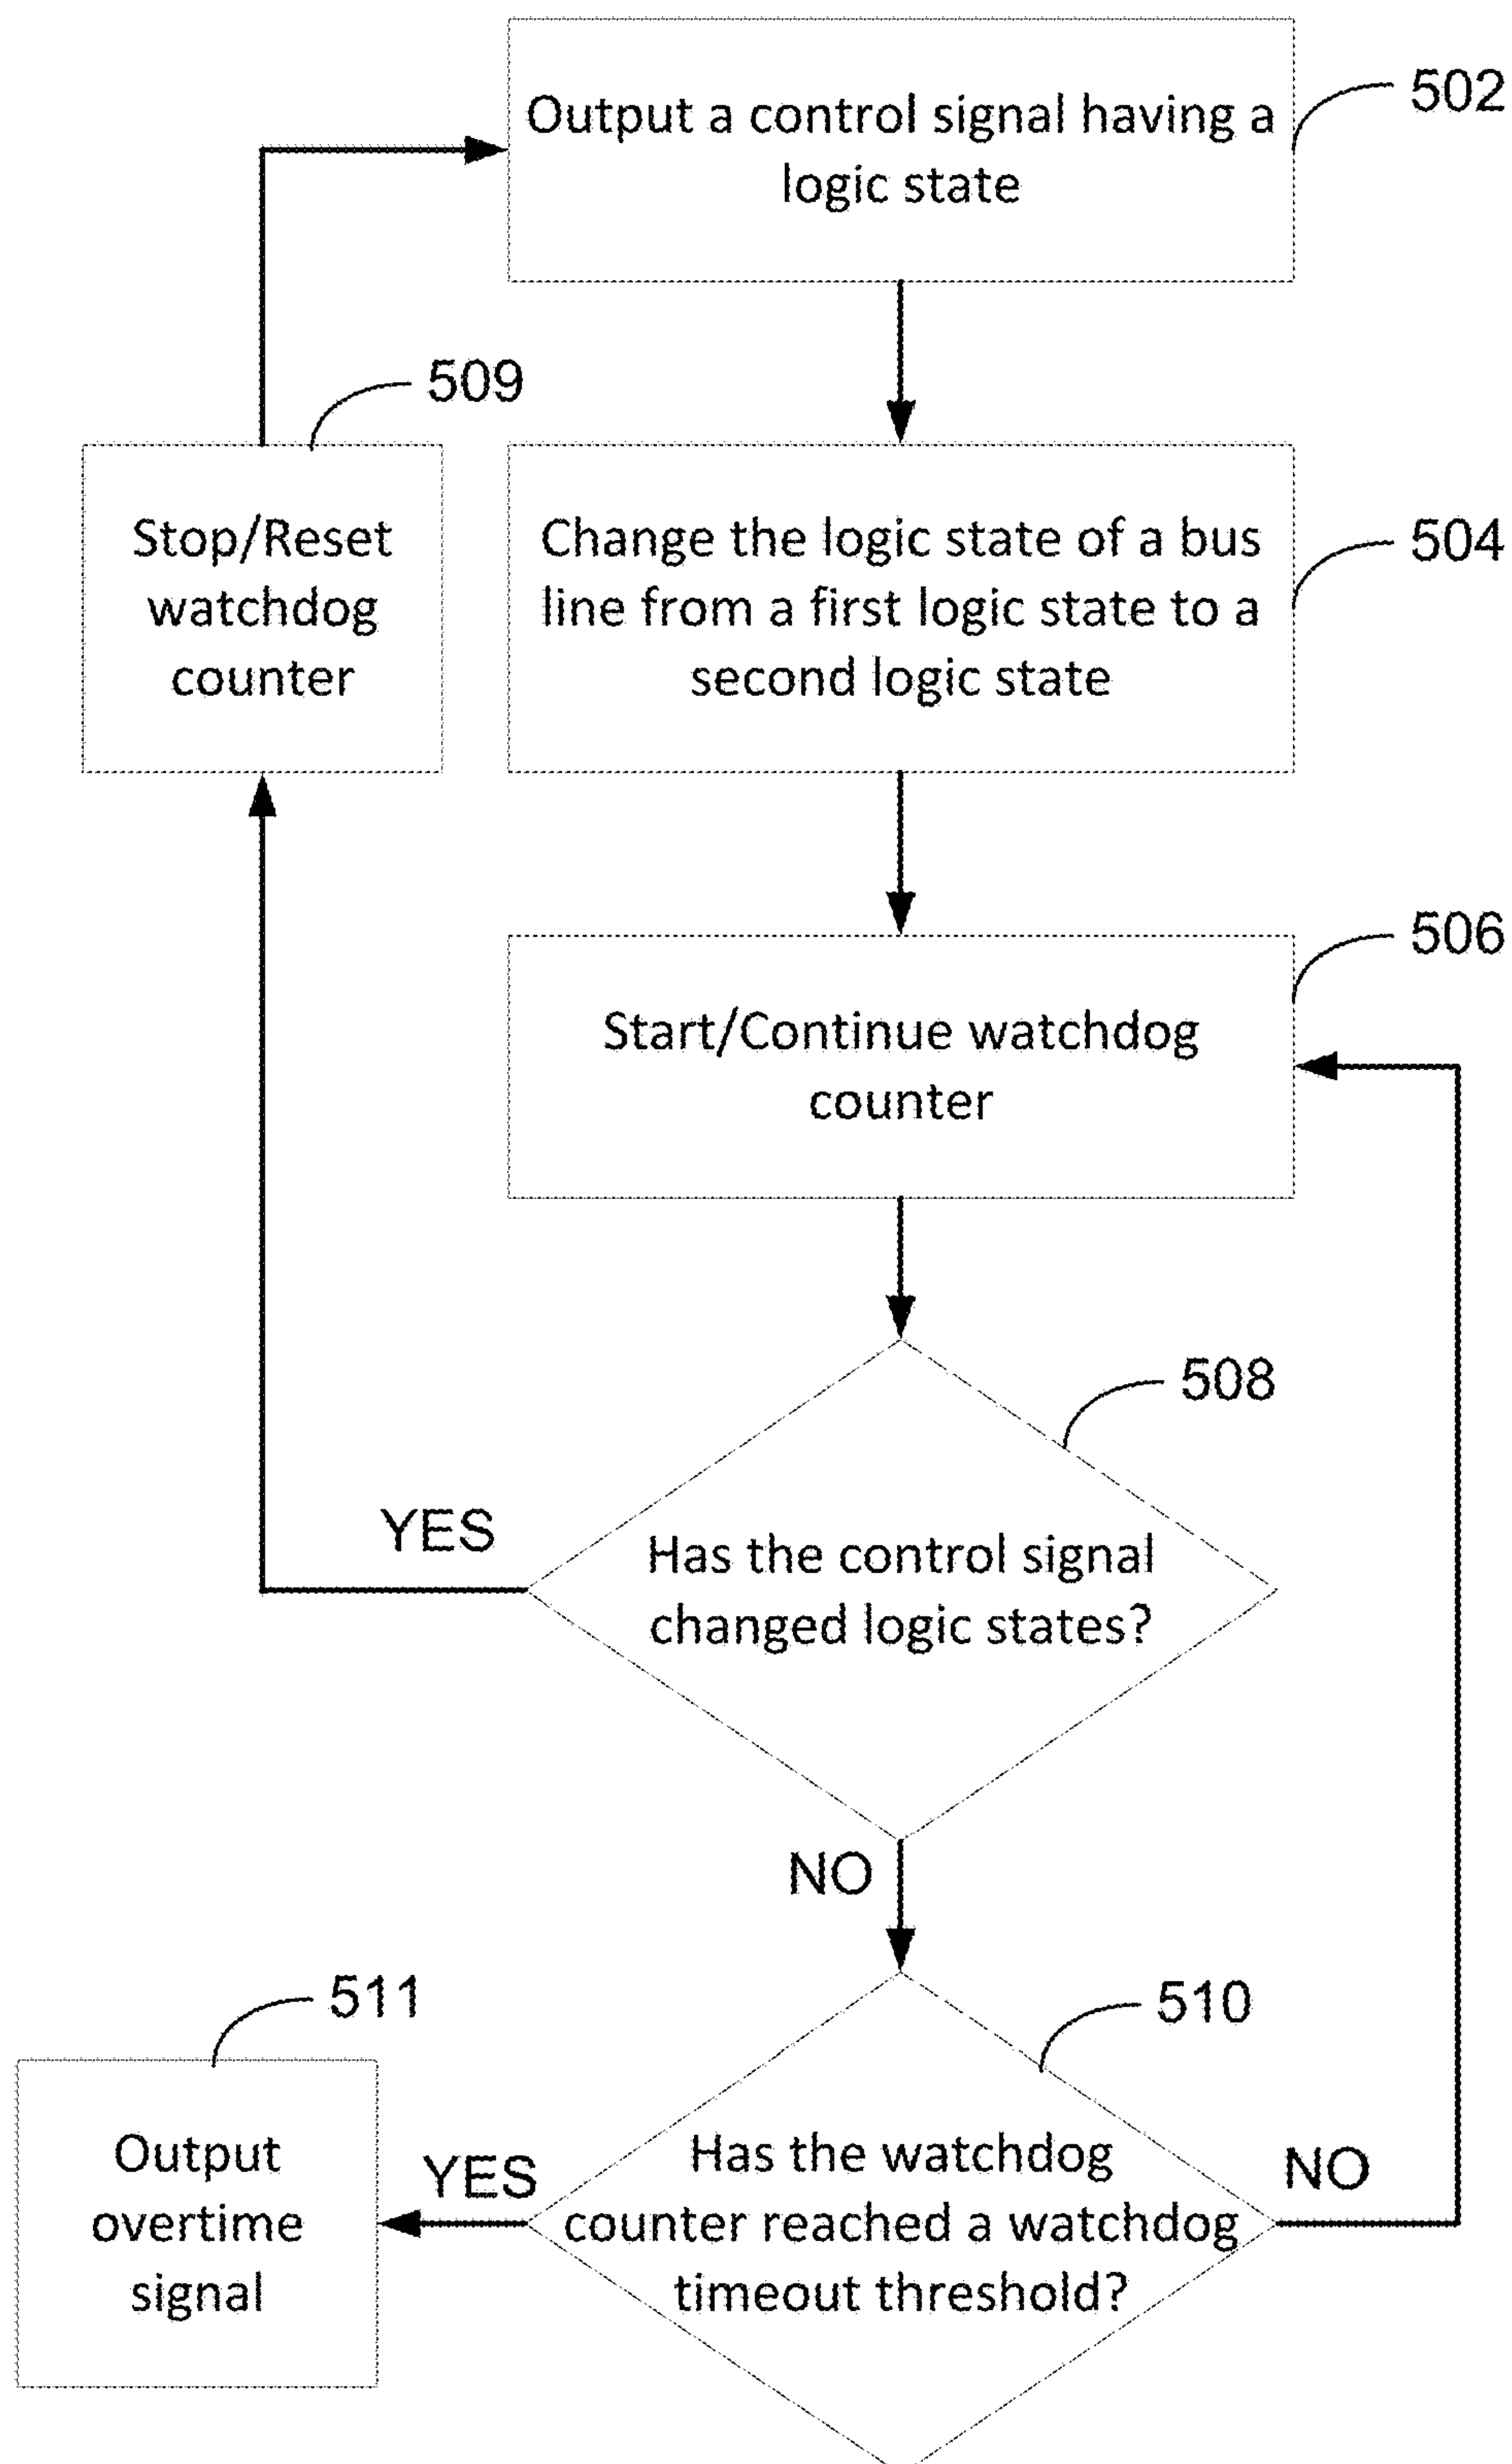 Output a control signal having a
logic state
502
509
Stop/Reset
watchdog
counter
Change the logic state of a bus
line from a first logic state to a
second logic state
504
506
Start/Continue watchdog
counter
508
YES
Has the control signal
changed logic states?
NO
511
510
Output
overtime
signal
YES
Has the watchdog
counter reached a watchdog
timeout threshold?
NO